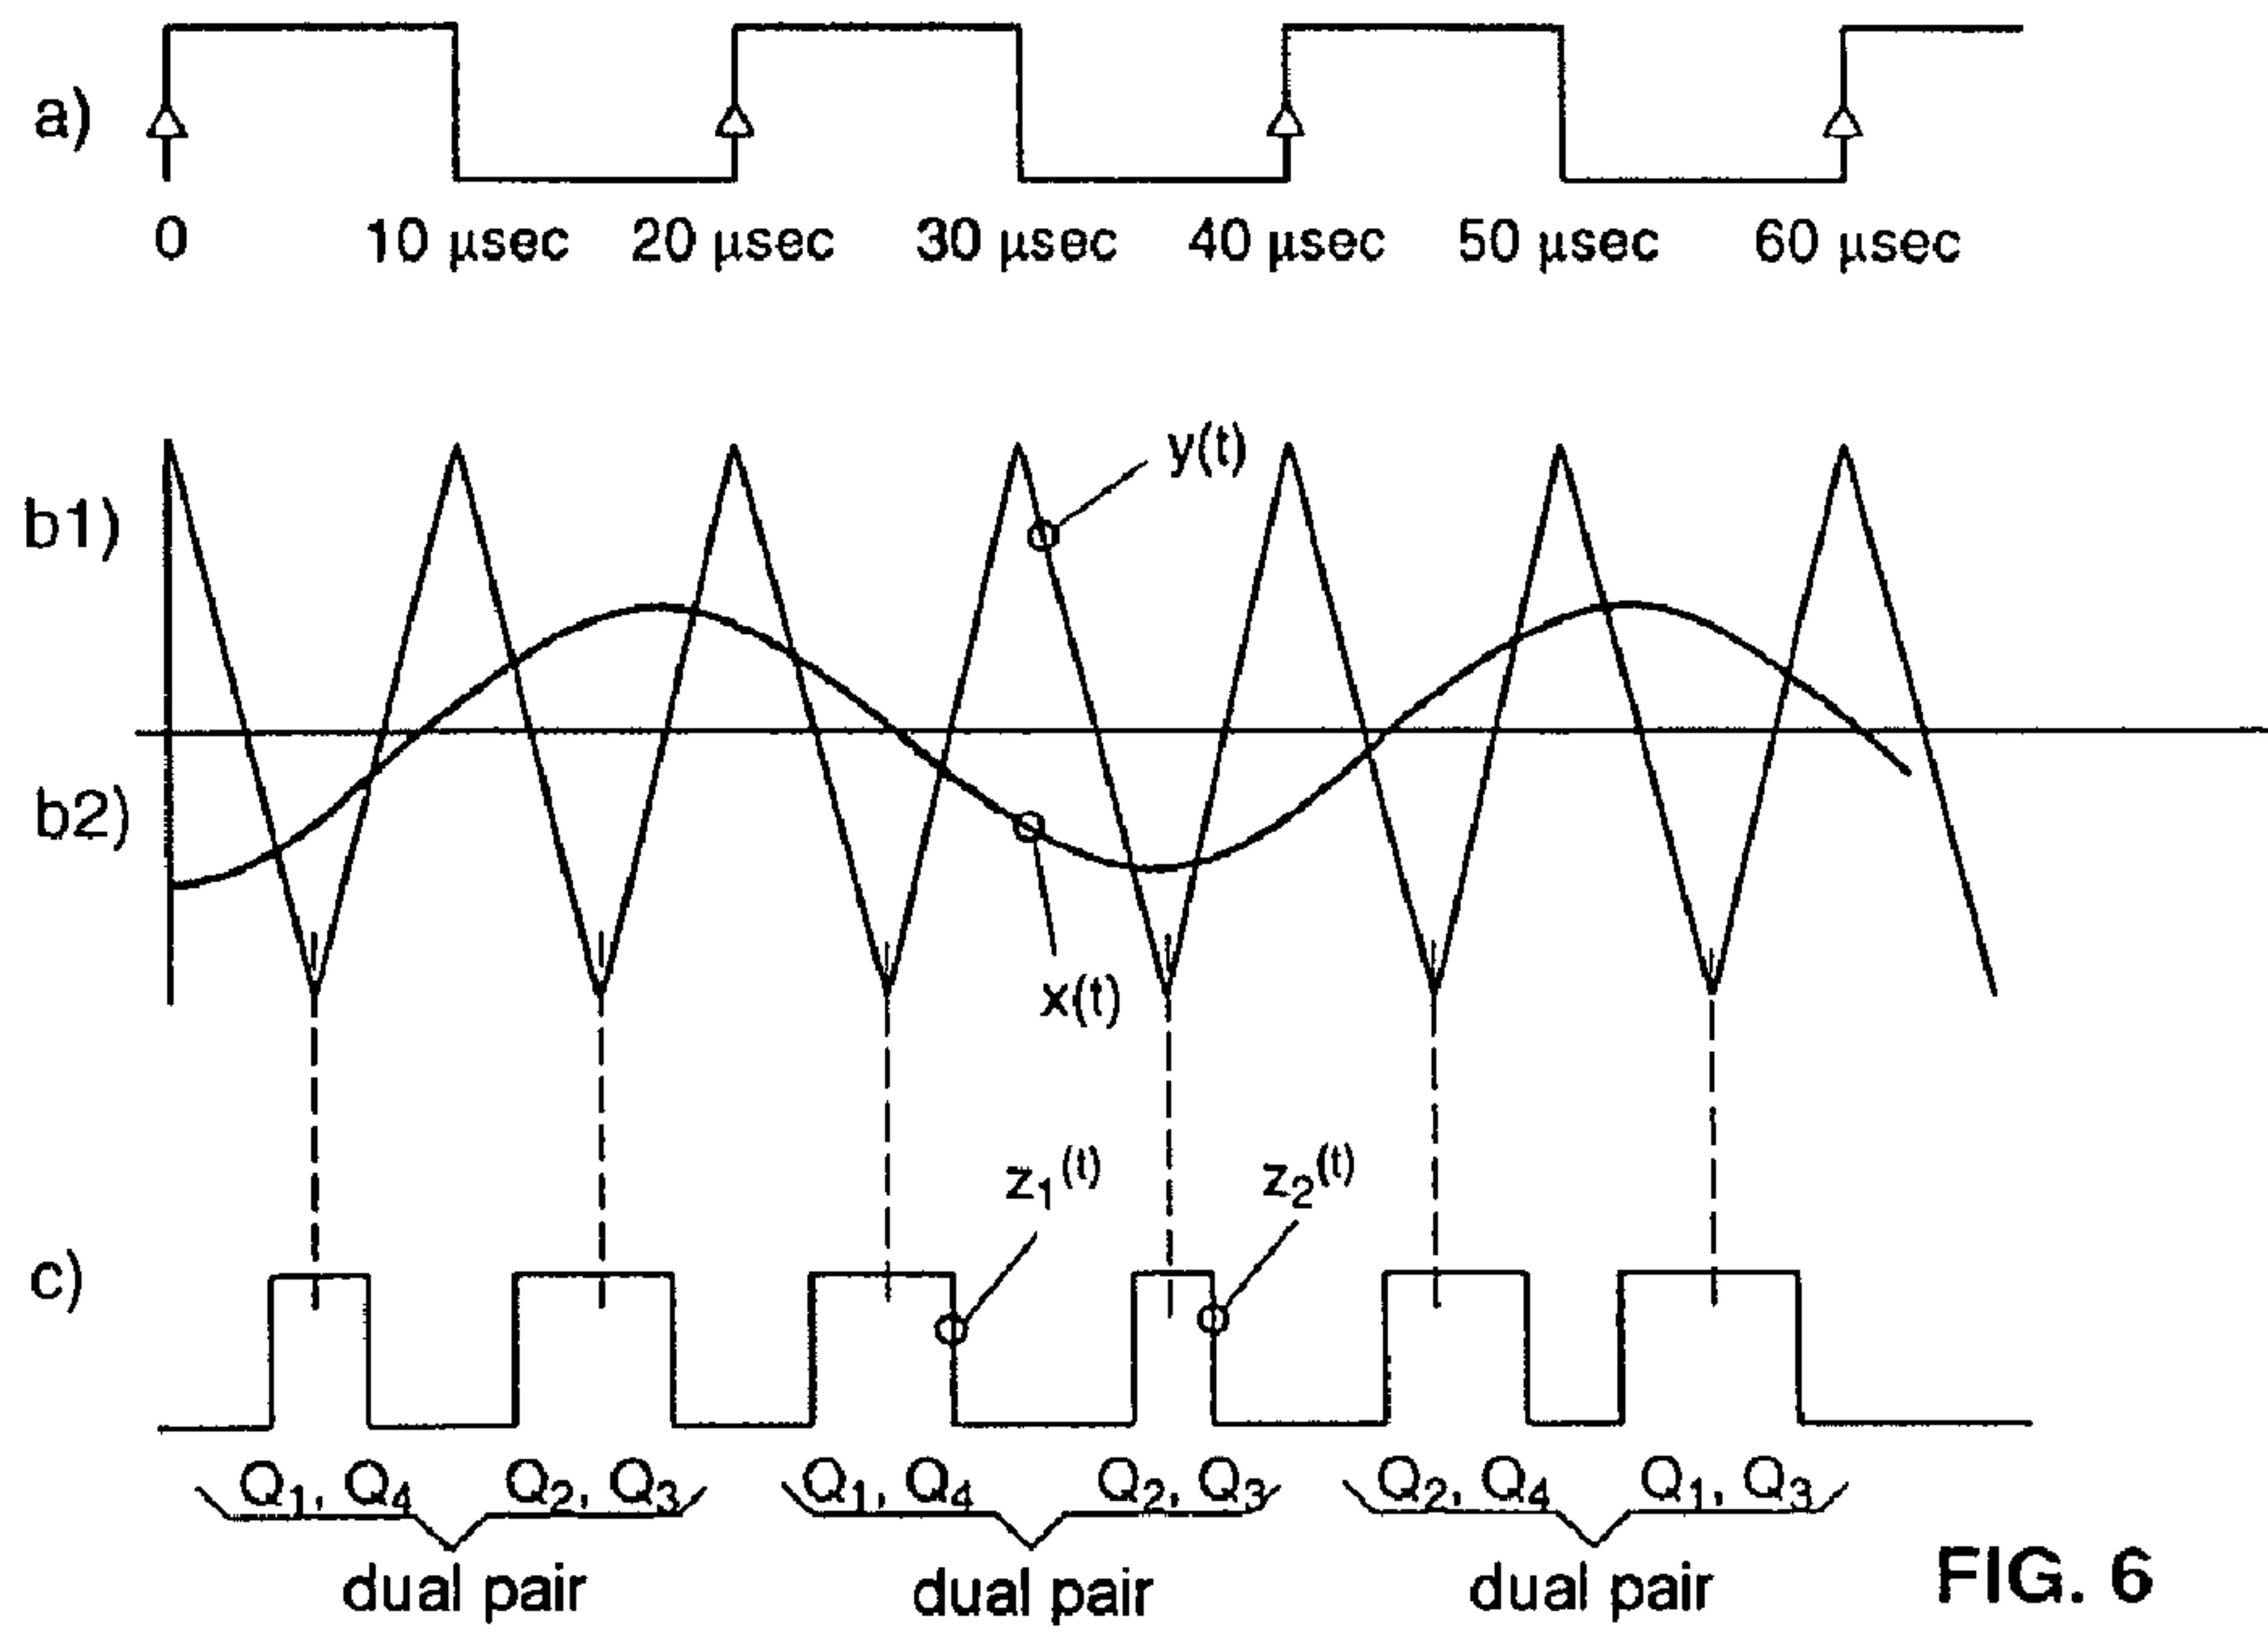 a)
0 10 µsec 20 µsec 30 µsec 40 µsec 50 µsec 60 µsec
y(t)
b1)
b2)
x(t)
z₁(t) z₂(t)
c)
Q₁, Q₄ Q₂, Q₃ Q₁, Q₄ Q₂, Q₃ Q₂, Q₄ Q₁, Q₃
dual pair dual pair dual pair
FIG. 6